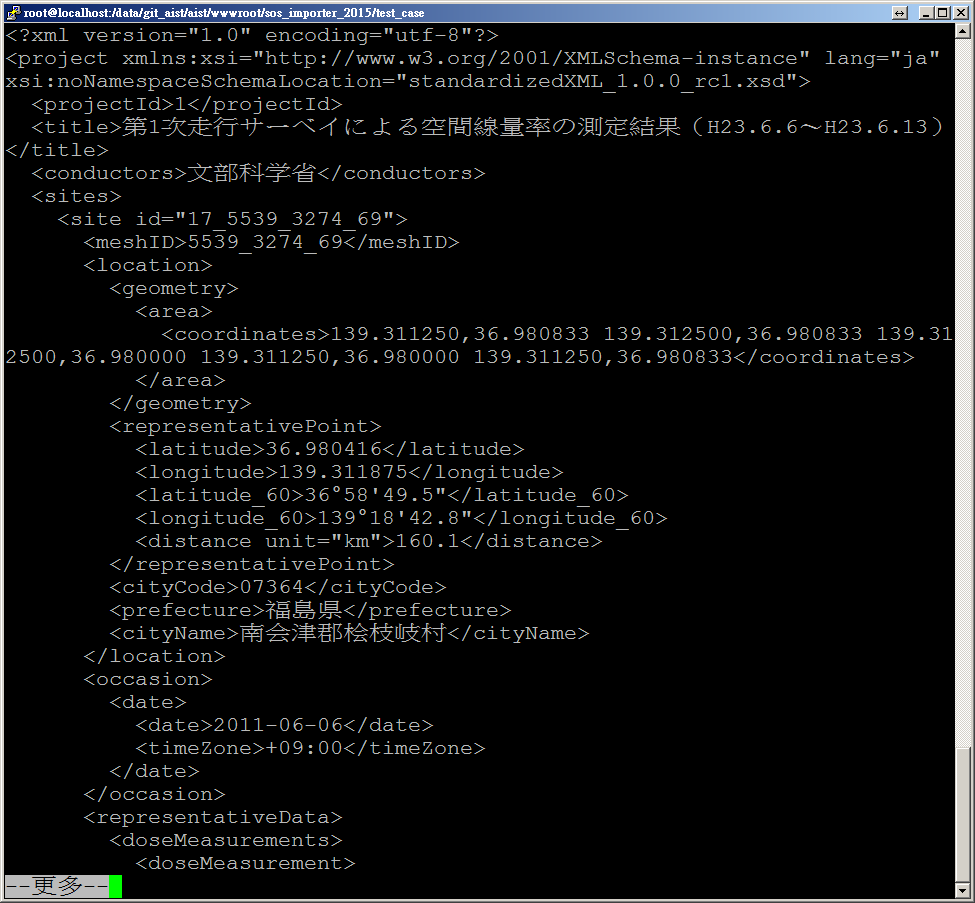 root@localhost:/data/git_aist/aist/wwwroot/sos_importer_2015/test_case
<?xml version="1.0" encoding="utf-8"?>
<project xmlns:xsi="http://www.w3.org/2001/XMLSchema-instance" lang="ja"
xsi:noNamespaceSchemaLocation="standardizedXML_1.0.0_rc1.xsd">
  <projectId>1</projectId>
  <title>第1次走行サーベイによる空間線量率の測定結果（H23.6.6～H23.6.13）
</title>
  <conductors>文部科学省</conductors>
  <sites>
    <site id="17_5539_3274_69">
      <meshID>5539_3274_69</meshID>
      <location>
        <geometry>
          <area>
            <coordinates>139.311250,36.980833 139.312500,36.980833 139.31
2500,36.980000 139.311250,36.980000 139.311250,36.980833</coordinates>
          </area>
        </geometry>
        <representativePoint>
          <latitude>36.980416</latitude>
          <longitude>139.311875</longitude>
          <latitude_60>36°58'49.5"</latitude_60>
          <longitude_60>139°18'42.8"</longitude_60>
          <distance unit="km">160.1</distance>
        </representativePoint>
        <cityCode>07364</cityCode>
        <prefecture>福島県</prefecture>
        <cityName>南会津郡桧枝岐村</cityName>
      </location>
      <occasion>
        <date>
          <date>2011-06-06</date>
          <timeZone>+09:00</timeZone>
        </date>
      </occasion>
      <representativeData>
        <doseMeasurements>
          <doseMeasurement>
--更多--